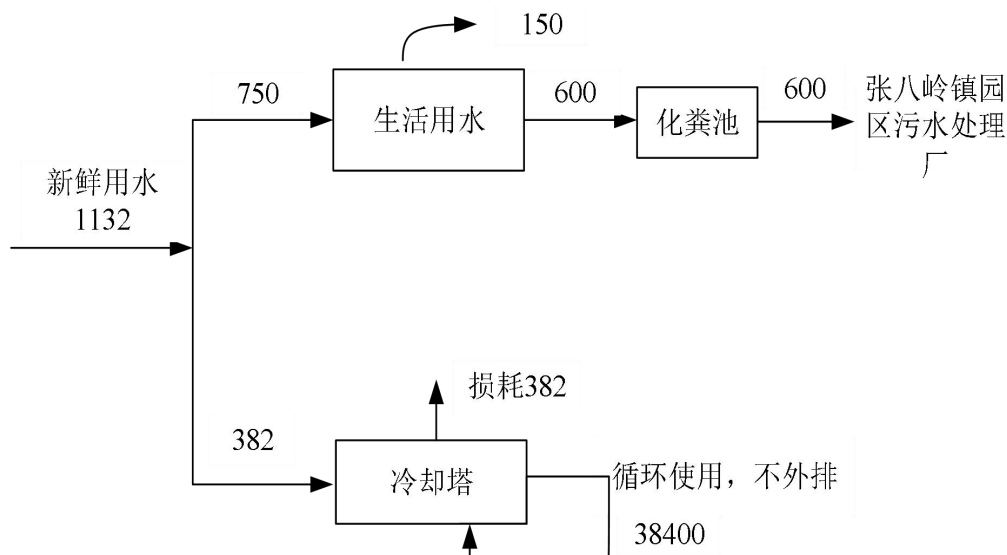 150
750
生活用水
600
化粪池
600
张八岭镇园
区污水处理
厂
新鲜用水
1132
损耗382
382
冷却塔
循环使用，不外排
38400